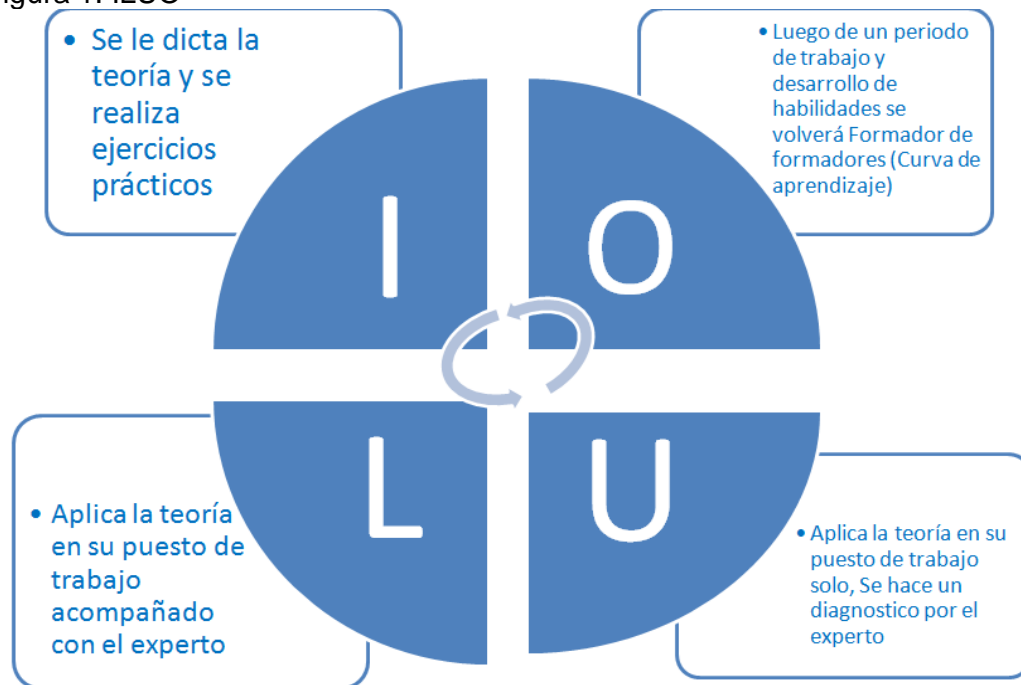 • Se le dicta la
teoría y se
realiza
ejercicios
prácticos
• Luego de un periodo
de trabajo y
desarrollo de
habilidades se
volverá Formador de
formadores (Curva de
aprendizaje)
I
O
L
U
• Aplica la teoría
en su puesto de
trabajo
acompañado
con el experto
• Aplica la teoría en su
puesto de trabajo
solo, Se hace un
diagnostico por el
experto